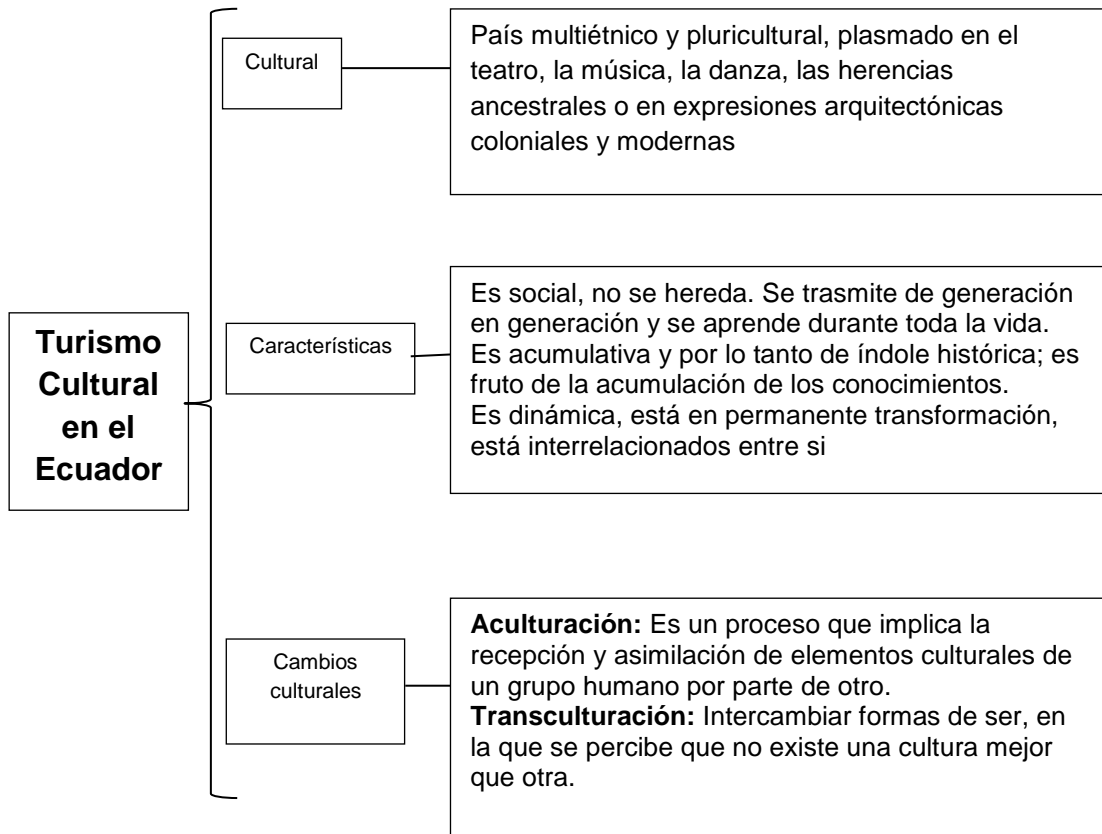 Turismo
Cultural
en el
Ecuador
Cultural
País multiétnico y pluricultural, plasmado en el
teatro, la música, la danza, las herencias
ancestrales o en expresiones arquitectónicas
coloniales y modernas
Característicás
Es social, no se hereda. Se trasmite de generación
en generación y se aprende durante toda la vida.
Es acumulativa y por lo tanto de índole histórica; es
fruto de la acumulación de los conocimientos.
Es dinámica, está en permanente transformación,
está interrelacionados entre si
Cambios
culturales
Aculturación: Es un proceso que implica la
recepción y asimilación de elementos culturales de
un grupo humano por parte de otro.
Transculturación: Intercambiar formas de ser, en
la que se percibe que no existe una cultura mejor
que otra.